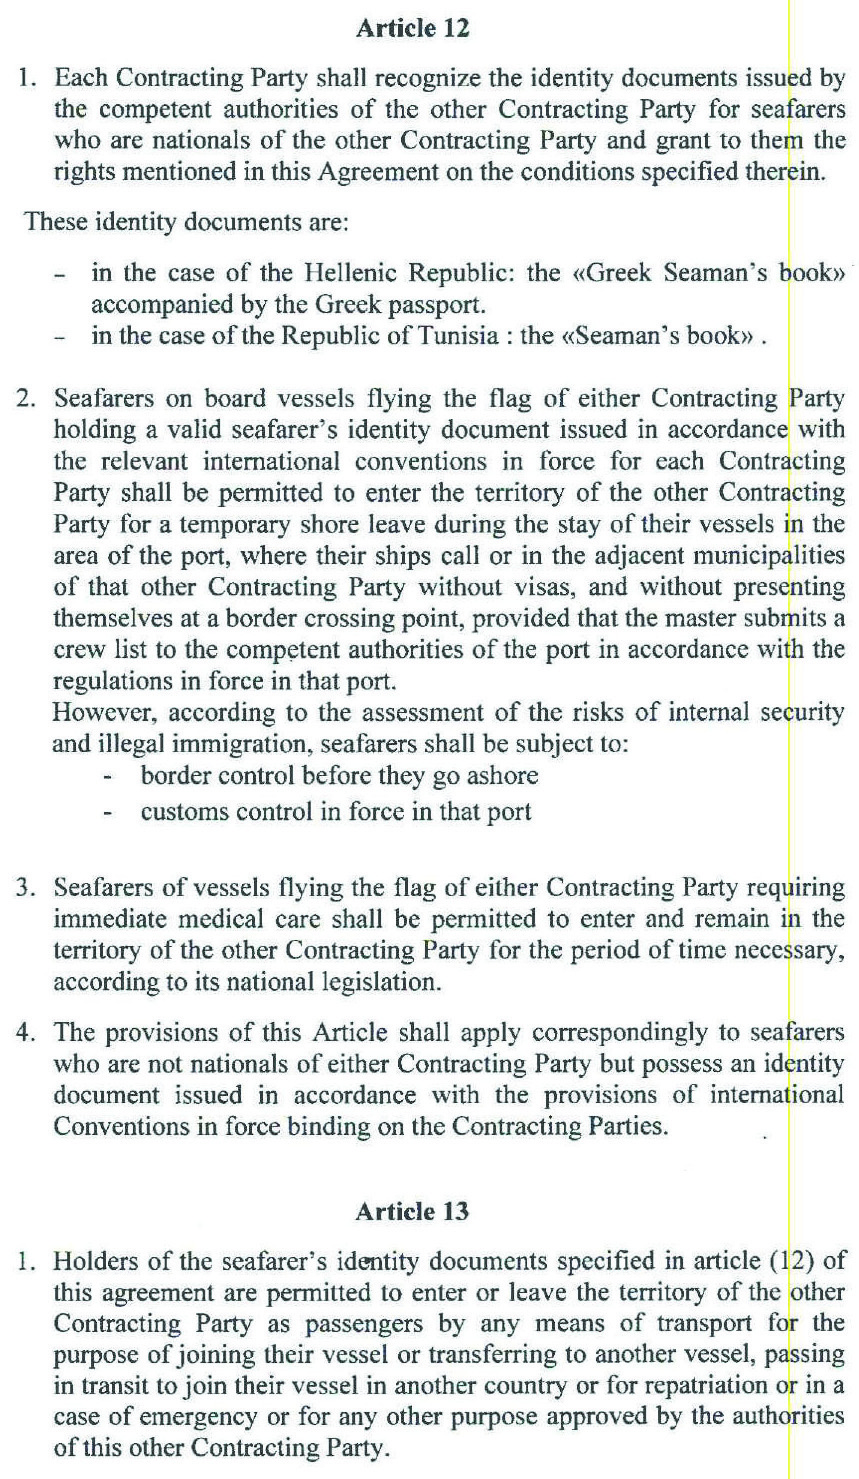 Article 12
1. Each Contracting Party shall recognize the identity documents issued by
the competent authorities of the other Contracting Party for seafarers
who are nationals of the other Contracting Party and grant to them the
rights mentioned in this Agreement on the conditions specified therein.
These identity documents are:
- in the case of the Hellenic Republic: the «Greek Seaman's book»
accompanied by the Greek passport.
- in the case of the Republic of Tunisia : the «Seaman's book» .
2. Seafarers on board vessels flying the flag of either Contracting Party
holding a valid seafarer's identity document issued in accordance with
the relevant international conventions in force for each Contracting
Party shall be permitted to enter the territory of the other Contracting
Party for a temporary shore leave during the stay of their vessels in the
area of the port, where their ships call or in the adjacent municipalities
of that other Contracting Party without visas, and without presenting
themselves at a border crossing point, provided that the master submits a
crew list to the competent authorities of the port in accordance with the
regulations in force in that port.
However, according to the assessment of the risks of internal security
and illegal immigration, seafarers shall be subject to:
- border control before they go ashore
- customs control in force in that port
3. Seafarers of vessels flying the flag of either Contracting Party requiring
immediate medical care shall be permitted to enter and remain in the
territory of the other Contracting Party for the period of time necessary,
according to its national legislation.
4. The provisions of this Article shall apply correspondingly to seafarers
who are not nationals of either Contracting Party but possess an identity
document issued in accordance with the provisions of international
Conventions in force binding on the Contracting Parties.
Article 13
1. Holders of the seafarer's identity documents specified in article (12) of
this agreement are permitted to enter or leave the territory of the other
Contracting Party as passengers by any means of transport for the
purpose of joining their vessel or transferring to another vessel, passing
in transit to join their vessel in another country or for repatriation or in a
case of emergency or for any other purpose approved by the authorities
of this other Contracting Party.